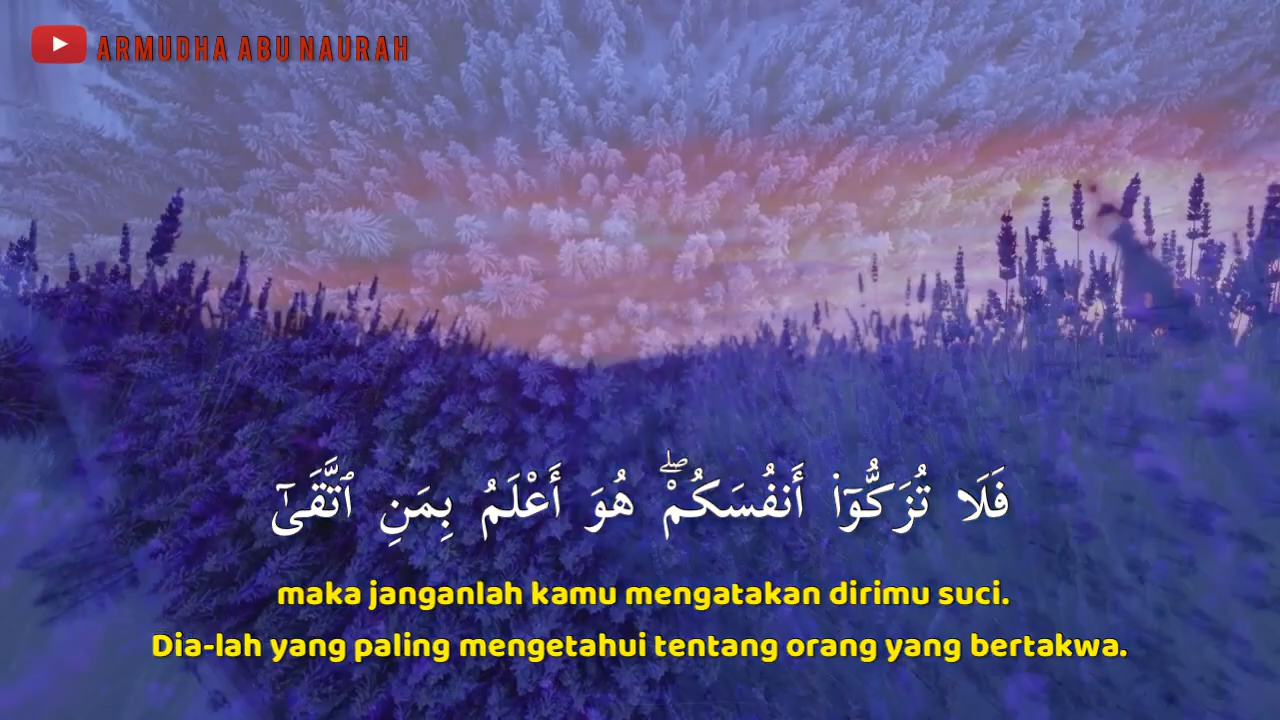 ARMUDHA ABU NAURAH
فَلَا تُزَكُّوٓا۟ أَنفُسَكُمْ ۖ هُوَ أَعْلَمُ بِمَنِ ٱتَّقَىٰٓ
maka janganlah kamu mengatakan dirimu suci.
Dia-lah yang paling mengetahui tentang orang yang bertakwa.